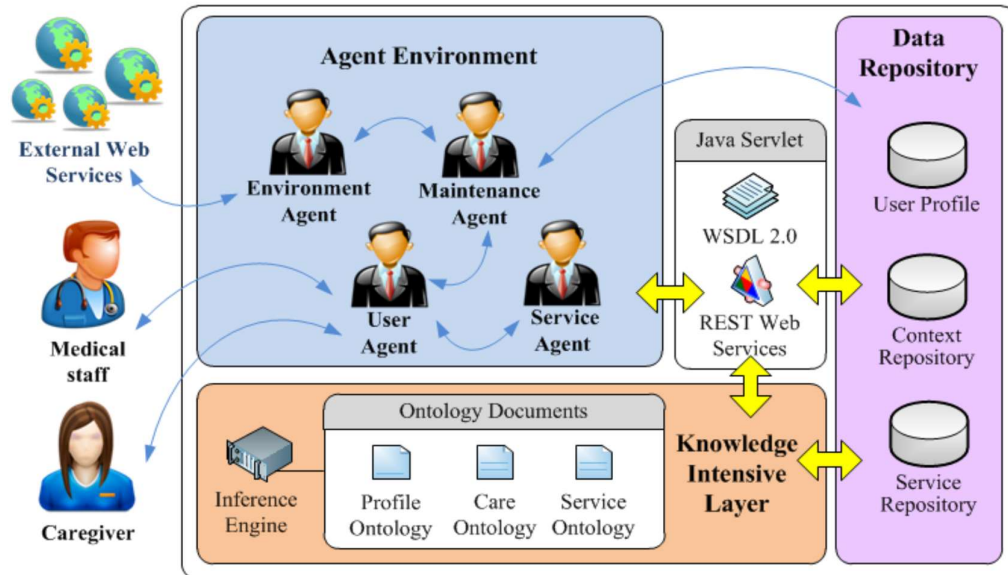 Agent Environment
Data
Repository
External Web
Services
Environment
Agent
Maintenance
Agent
Java Servlet
WSDL 2.0
User Profile
Medical
staff
User
Agent
Service
Agent
REST Web
Services
Context
Repository
Ontology Documents
Inference
Engine
Profile
Ontology
Care
Ontology
Service
Ontology
Knowledge
Intensive
Layer
Service
Repository
Caregiver